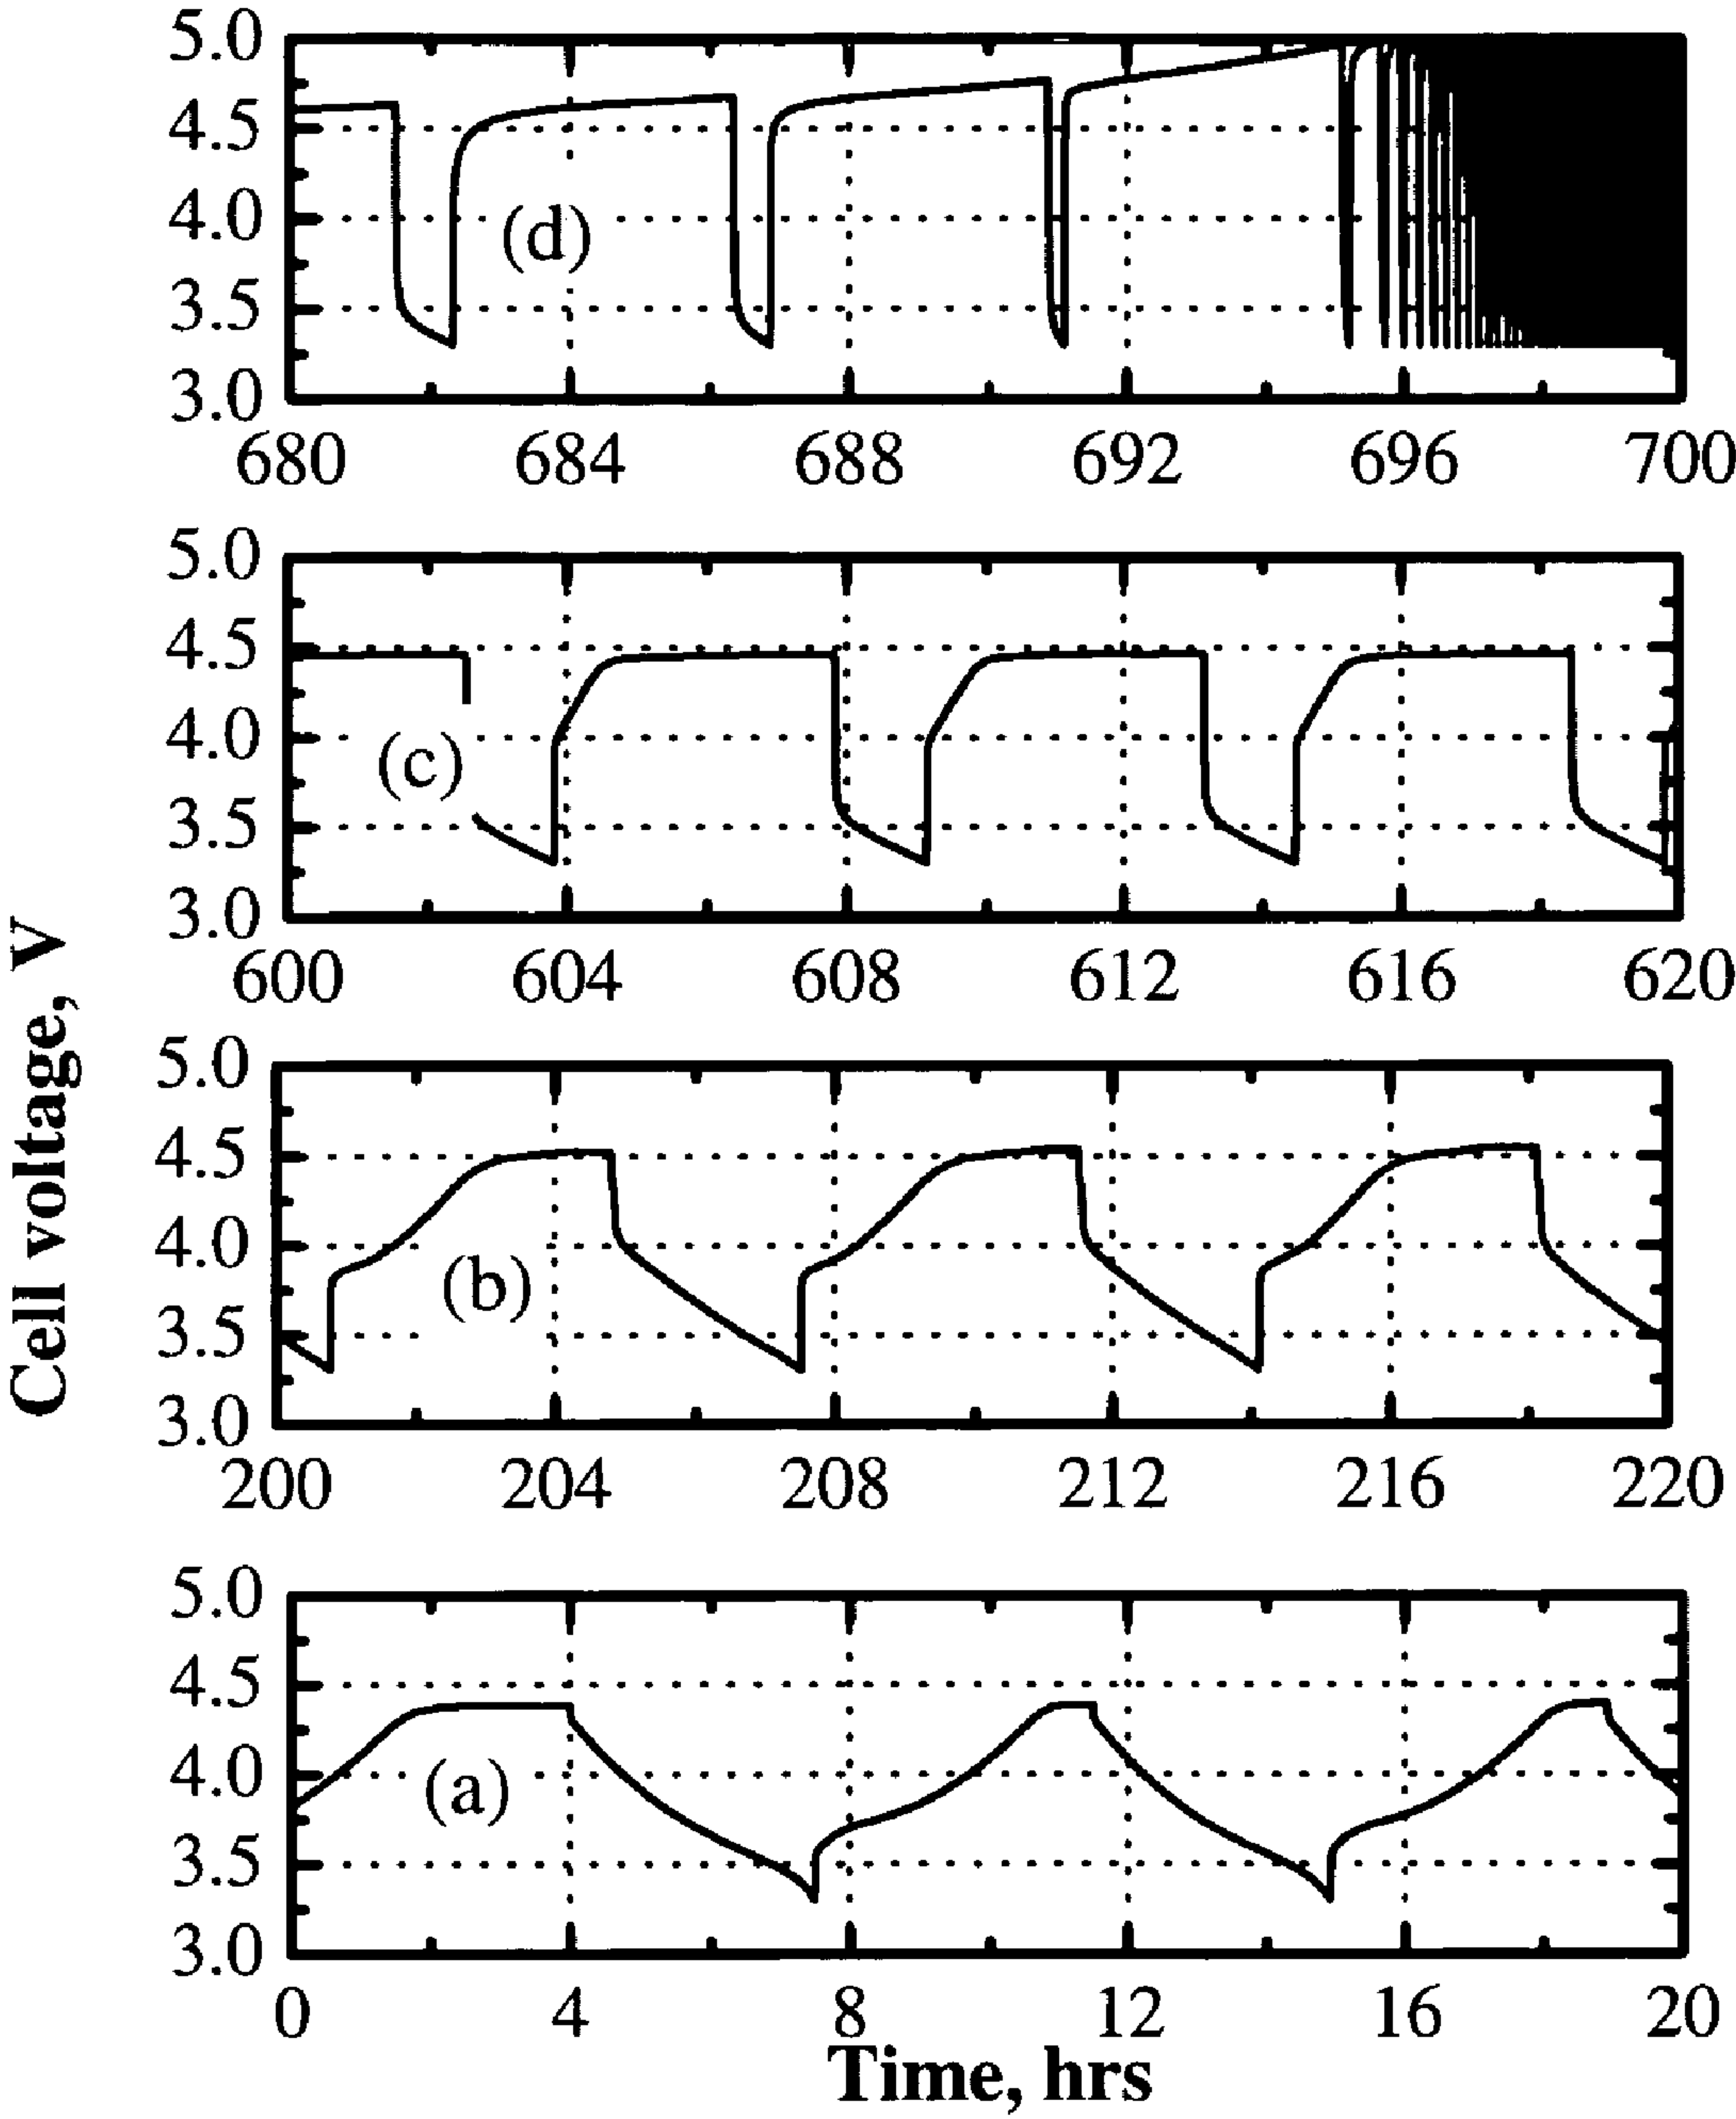 Cell voltage, V
5.0
4.5
4.0
3.5
3.0
(d)
680 684 688 692 696 700
5.0
4.5
4.0
3.5
3.0
(c)
600 604 608 612 616 620
5.0
4.5
4.0
3.5
3.0
(b)
200 204 208 212 216 220
5.0
4.5
4.0
3.5
3.0
(a)
0 4 8 12 16 20
Time, hrs